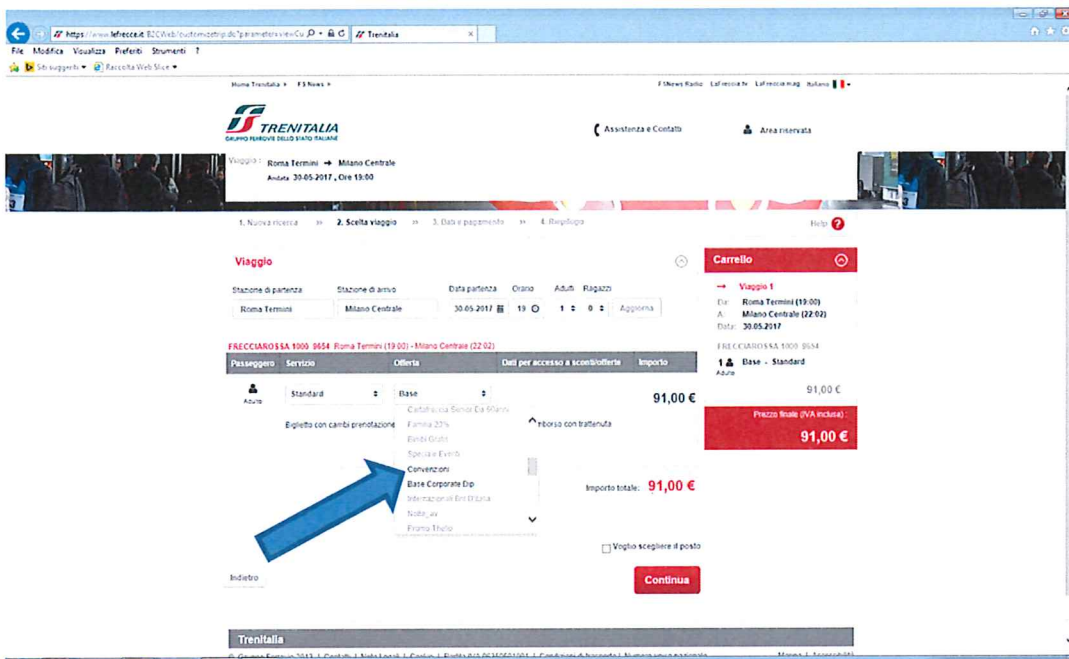 https://www.lefrecce.it
Trenitalia
File Modifica Visualizza Preferiti Strumenti ?
Siti suggeriti Raccolta Web Slice
Home Trenitalia FS News
FSNews Radio LaFreccia.tv LaFreccia.mag Italiano
TRENITALIA
GRUPPO FERROVIE DELLO STATO ITALIANE
Assistenza e Contatti
Area riservata
Viaggio : Roma Termini → Milano Centrale
Andata 30-05-2017 , Ore 19:00
1. Nuova ricerca 2. Scelta viaggio 3. Dati e pagamento 4. Riepilogo
Help ?
Viaggio
Stazione di partenza Stazione di arrivo Data partenza Orario Adulti Ragazzi
Roma Termini Milano Centrale 30-05-2017 19 1 0 Aggiorna
FRECCIAROSSA 1000 9654 Roma Termini (19:00) - Milano Centrale (22:02)
Passeggero Servizio Offerta Dati per accesso a sconti/offerte Importo
Adulto Standard Base 91,00 €
Biglietto con cambi prenotazione
rimborso con trattenuta
Bimbi Gratis
Speciale Eventi
Convenzioni
Base Corporate Dip
Importo totale: 91,00 €
Voglio scegliere il posto
Indietro
Continua
Carrello
→ Viaggio 1
Da: Roma Termini (19:00)
A: Milano Centrale (22:02)
Data: 30.05.2017
FRECCIAROSSA 1000 9654
1 Base - Standard
Adulto
91,00 €
Prezzo finale (IVA inclusa) :
91,00 €
Trenitalia